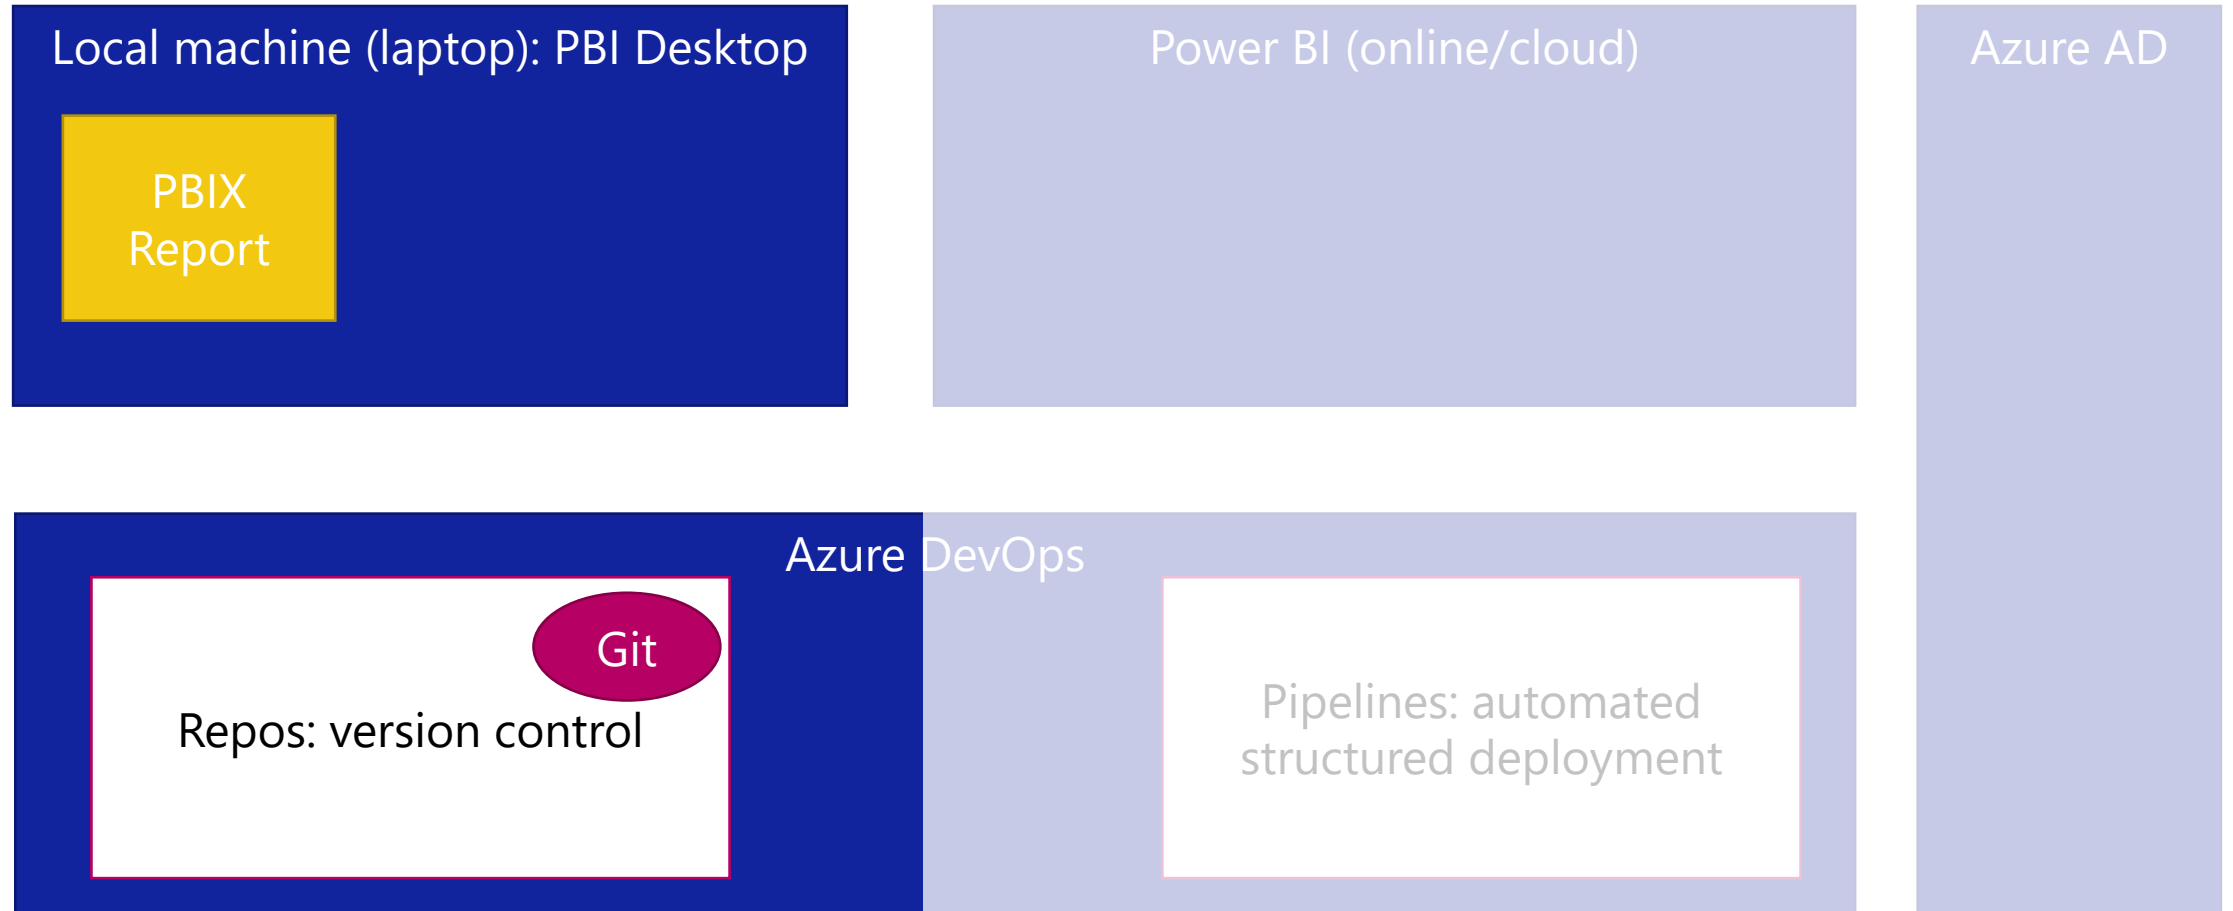 Local machine (laptop): PBI Desktop
PBIX
Report
Power BI (online/cloud)
Azure AD
Azure DevOps
Git
Repos: version control
Pipelines: automated
structured deployment